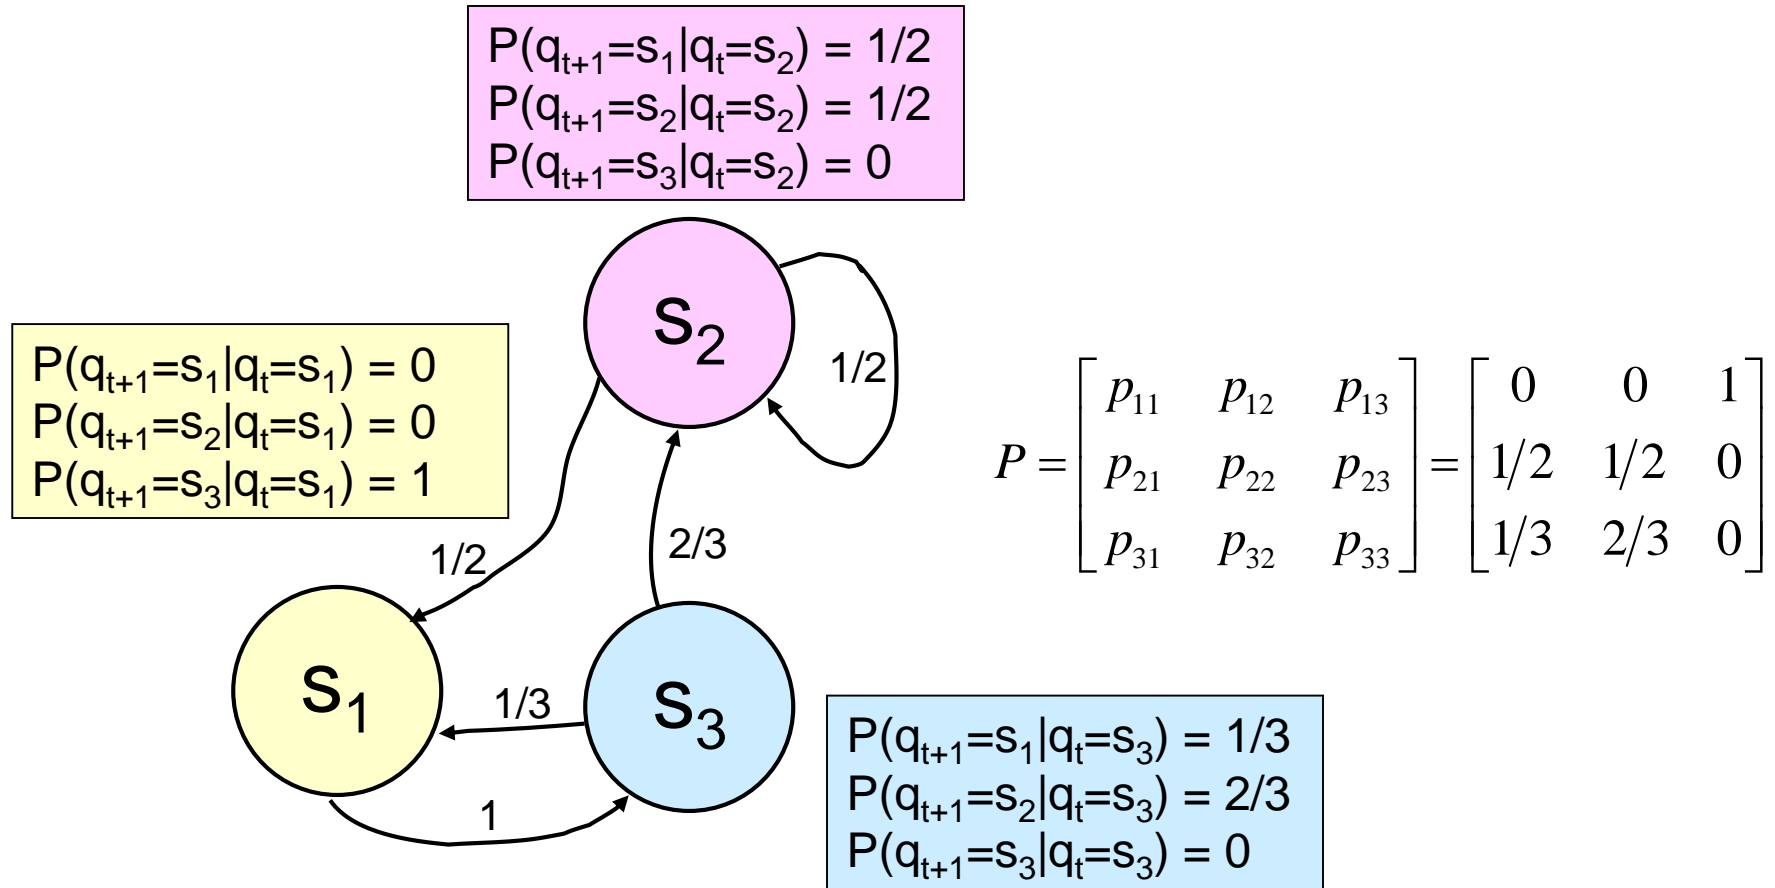 P(qₜ₊₁=s₁|qₜ=s₂) = 1/2
P(qₜ₊₁=s₂|qₜ=s₂) = 1/2
P(qₜ₊₁=s₃|qₜ=s₂) = 0
s₂
1/2
P(qₜ₊₁=s₁|qₜ=s₁) = 0
P(qₜ₊₁=s₂|qₜ=s₁) = 0
P(qₜ₊₁=s₃|qₜ=s₁) = 1
1/2
2/3
s₁
1/3
s₃
1
P(qₜ₊₁=s₁|qₜ=s₃) = 1/3
P(qₜ₊₁=s₂|qₜ=s₃) = 2/3
P(qₜ₊₁=s₃|qₜ=s₃) = 0
p₁₁ p₁₂ p₁₃ 0 0 1
P = p₂₁ p₂₂ p₂₃ = 1/2 1/2 0
p₃₁ p₃₂ p₃₃ 1/3 2/3 0